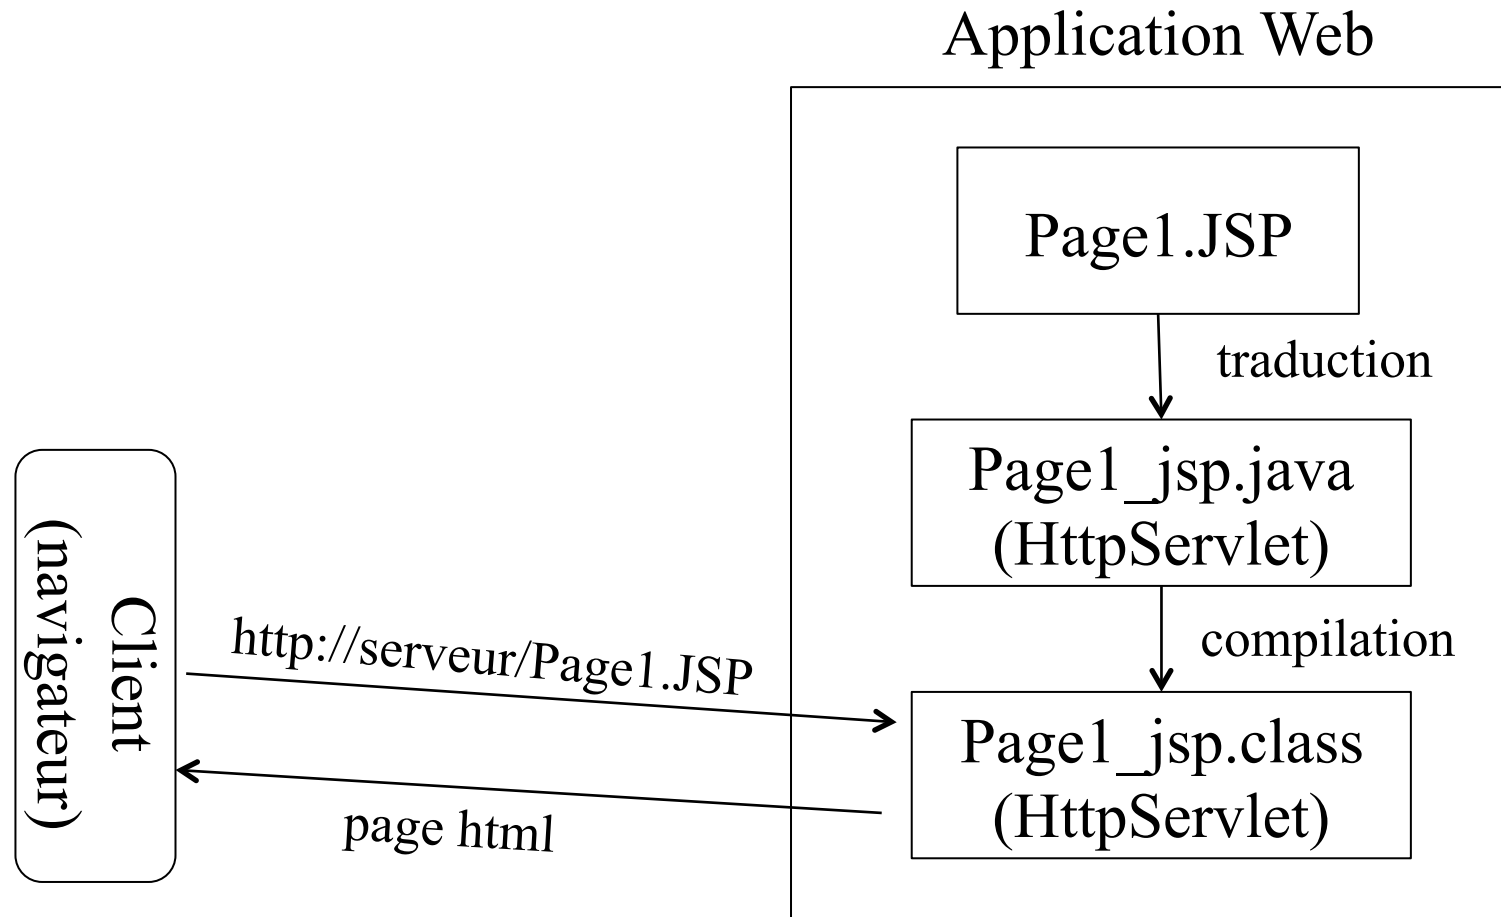 Application Web
Page1.JSP
traduction
Page1_jsp.java
(HttpServlet)
compilation
Client
(navigateur)
http://serveur/Page1.JSP
Page1_jsp.class
(HttpServlet)
page html